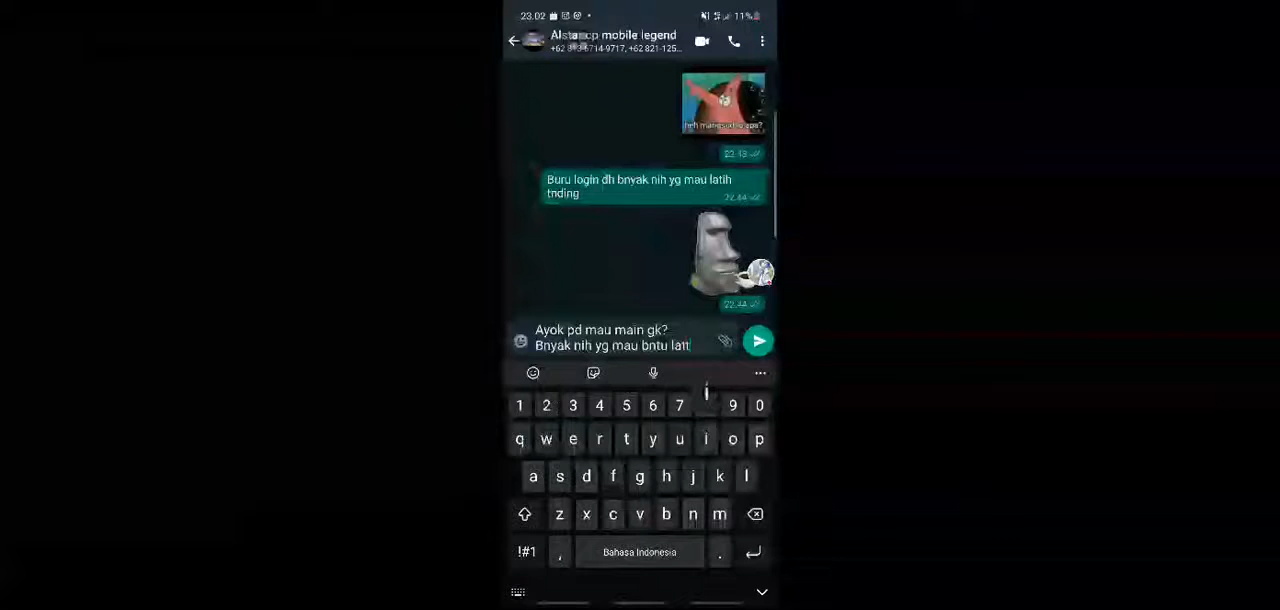 23.02
11%
mobile legend
Buru login dh bnyak nih yg mau latih
tnding
22.44
22.44
Ayok pd mau main gk?
Bnyak nih yg mau bntu latt
i
1 2 3 4 5 6 7 9 0
q w e r t y u i o p
a s d f g h j k l
z x c v b n m
!#1 , Bahasa Indonesia .